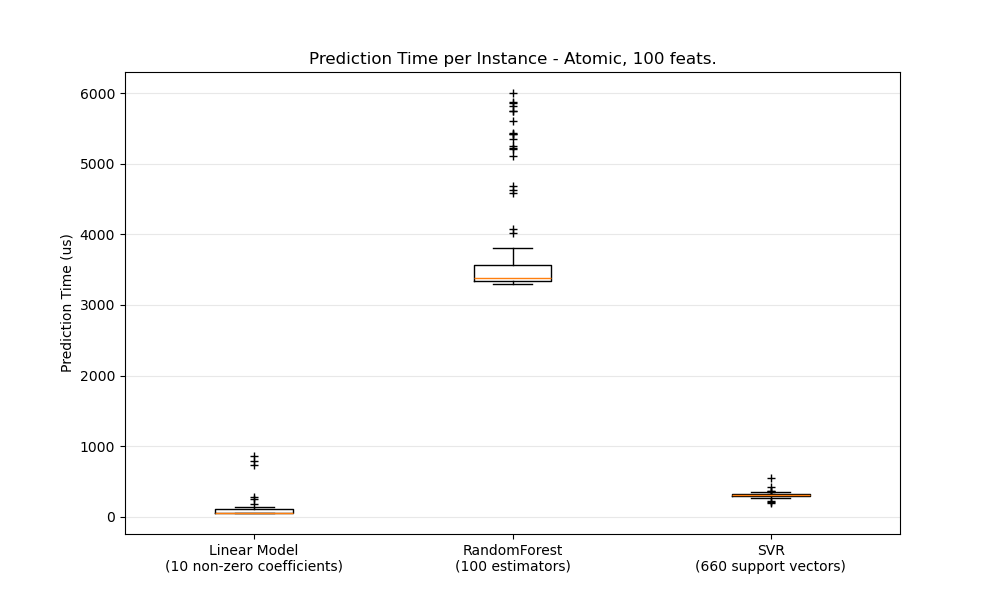 Prediction Time per Instance - Atomic, 100 feats.
Prediction Time (us)
6000
5000
4000
3000
2000
1000
0
Linear Model
(10 non-zero coefficients)
RandomForest
(100 estimators)
SVR
(660 support vectors)